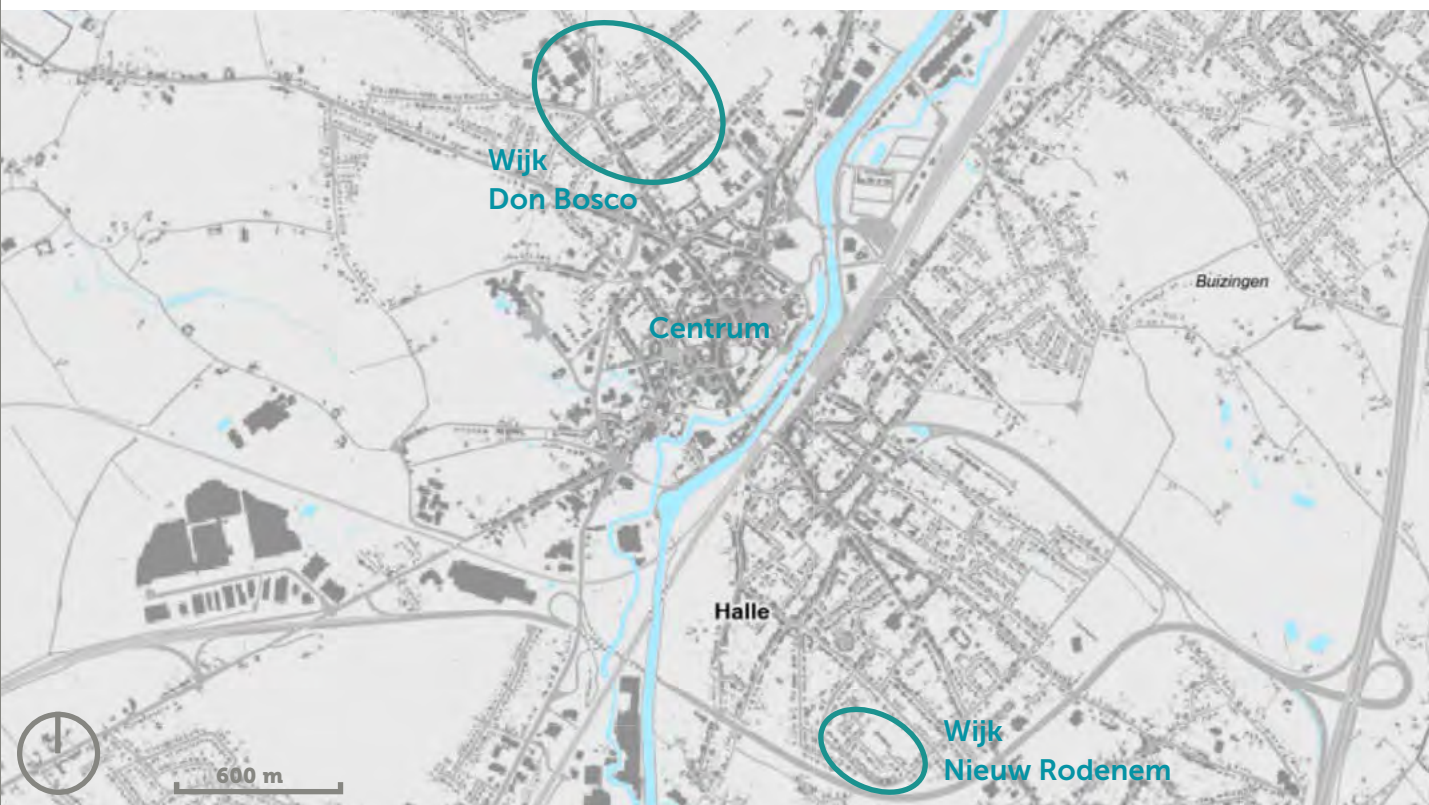 Wijk
Don Bosco
Buizingen
Centrum
Halle
Wijk
Nieuw Rodenem
600 m